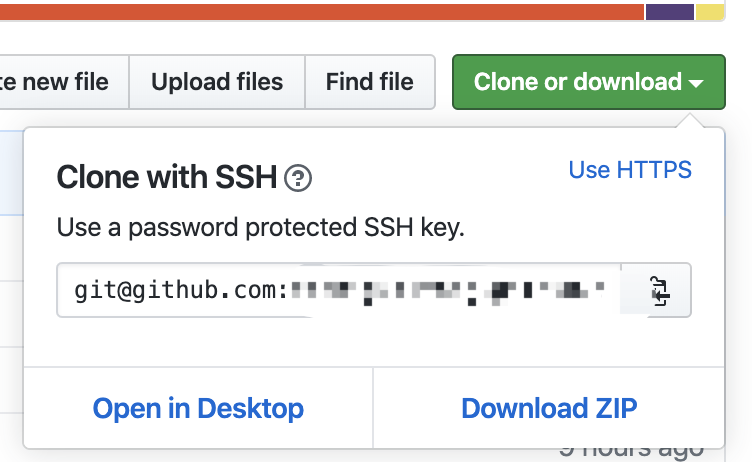 te new file
Upload files
Find file
Clone or download
Clone with SSH
Use HTTPS
Use a password protected SSH key.
git@github.com:
Open in Desktop
Download ZIP
9 hours ago